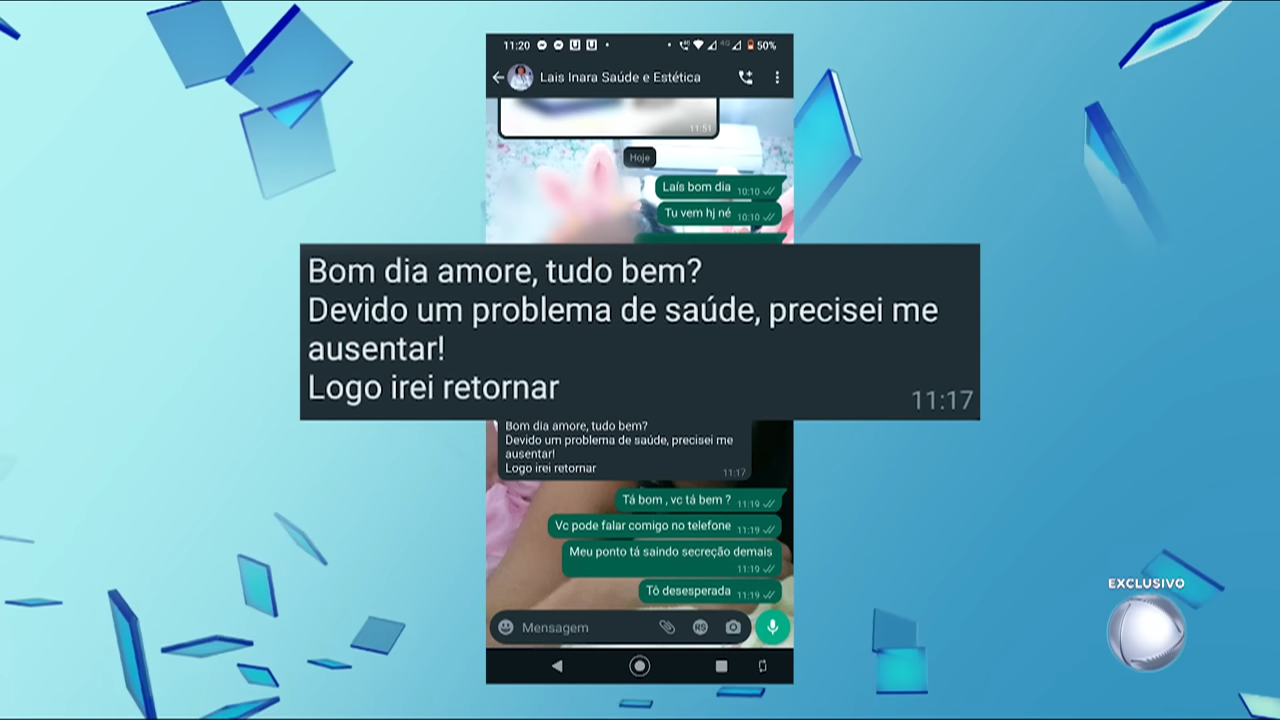 11:20
4G
50%
Lais Inara Saúde e Estética
11:51
Hoje
Laís bom dia 10:10
Tu vem hj né 10:10
Bom dia amore, tudo bem?
Devido um problema de saúde, precisei me
ausentar!
Logo irei retornar
11:17
Bom dia amore, tudo bem?
Devido um problema de saúde, precisei me
ausentar!
Logo irei retornar 11:17
Tá bom , vc tá bem ? 11:19
Vc pode falar comigo no telefone 11:19
Meu ponto tá saindo secreção demais
11:19
Tô desesperada 11:19
Mensagem
R$
EXCLUSIVO